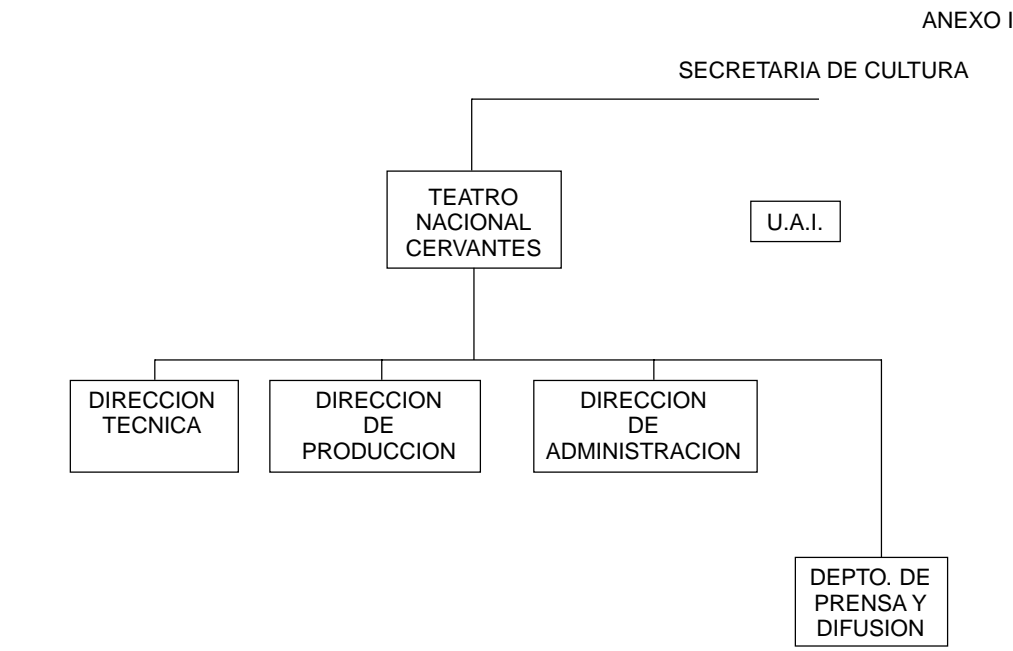 ANEXO I
SECRETARIA DE CULTURA
TEATRO
NACIONAL
CERVANTES
U.A.I.
DIRECCION
TECNICA
DIRECCION
DE
PRODUCCION
DIRECCION
DE
ADMINISTRACION
DEPTO. DE
PRENSA Y
DIFUSION